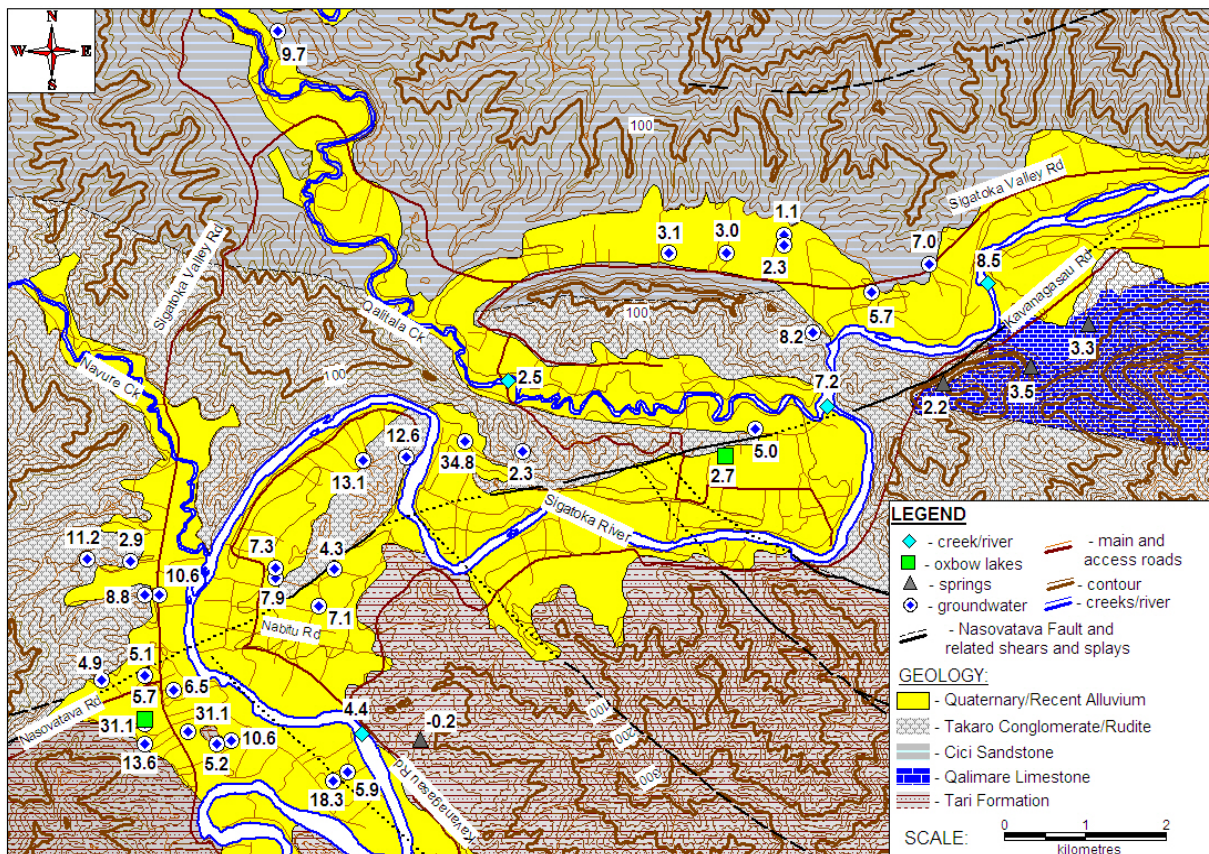 N
W E
S
9.7
100
Sigatoka Valley Rd
1.1
3.1
3.0
2.3
7.0
8.5
Sigatoka Valley Rd
Kavanagasau Rd
5.7
100
Qalitala Ck
8.2
3.3
Navure Ck
100
2.5
7.2
3.5
2.2
12.6
34.8
2.3
5.0
13.1
2.7
Sigatoka River
11.2
2.9
7.3
4.3
10.6
8.8
7.9
7.1
Nabitu Rd
5.1
4.9
5.7
6.5
Nasovatava Rd
31.1
31.1
10.6
4.4
-0.2
13.6
5.2
5.9
18.3
Kavanagasau Rd
100
200
300
LEGEND
- creek/river
- main and
access roads
- oxbow lakes
- springs
- contour
- groundwater
- creeks/river
- Nasovatava Fault and
related shears and splays
GEOLOGY:
- Quaternary/Recent Alluvium
- Takaro Conglomerate/Rudite
- Cici Sandstone
- Qalimare Limestone
- Tari Formation
SCALE:
0 1 2
kilometres